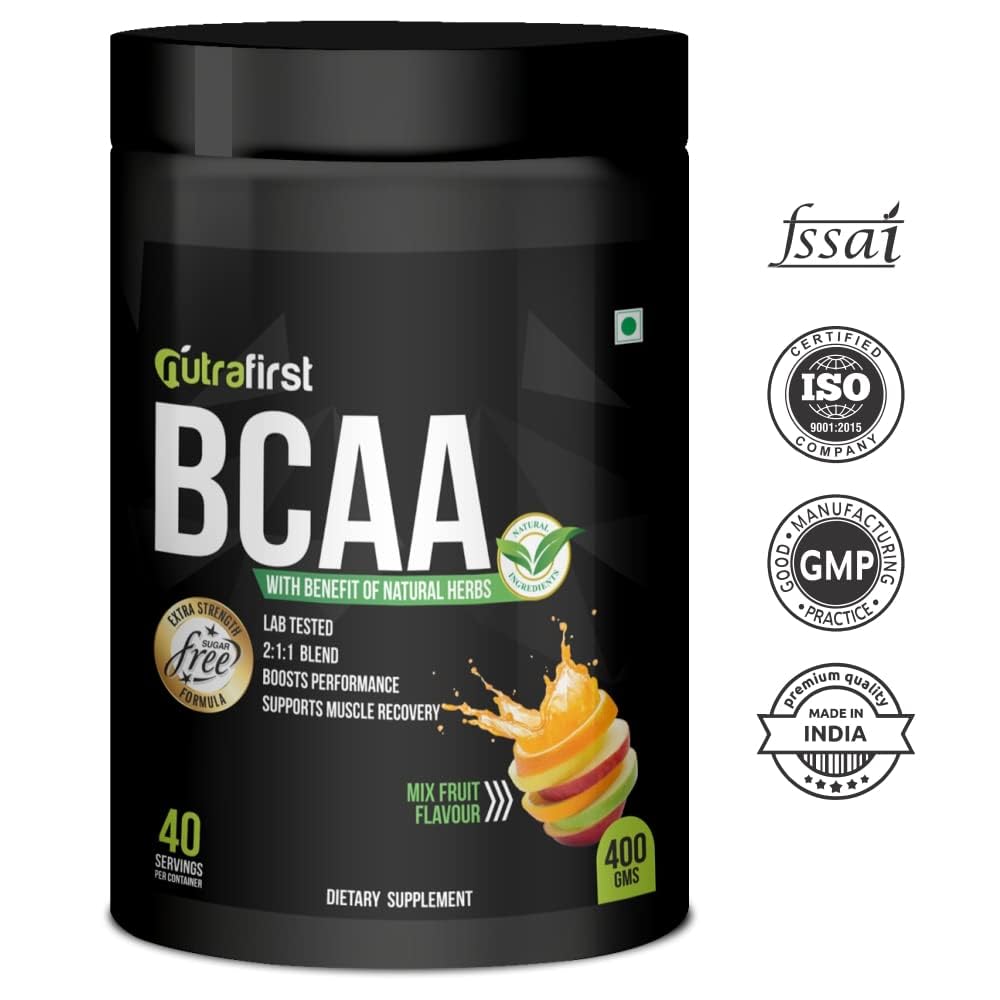 nutrafirst
BCAA
WITH BENEFIT OF NATURAL HERBS
NATURAL
INGREDIENTS
EXTRA STRENGTH
SUGAR
free
FORMULA
LAB TESTED
2:1:1 BLEND
BOOSTS PERFORMANCE
SUPPORTS MUSCLE RECOVERY
MIX FRUIT
FLAVOUR
40
SERVINGS
PER CONTAINER
400
GMS
DIETARY SUPPLEMENT
fssai
CERTIFIED
ISO
9001:2015
COMPANY
GOOD • MANUFACTURING
GMP
• PRACTICE •
premium quality
MADE IN
INDIA